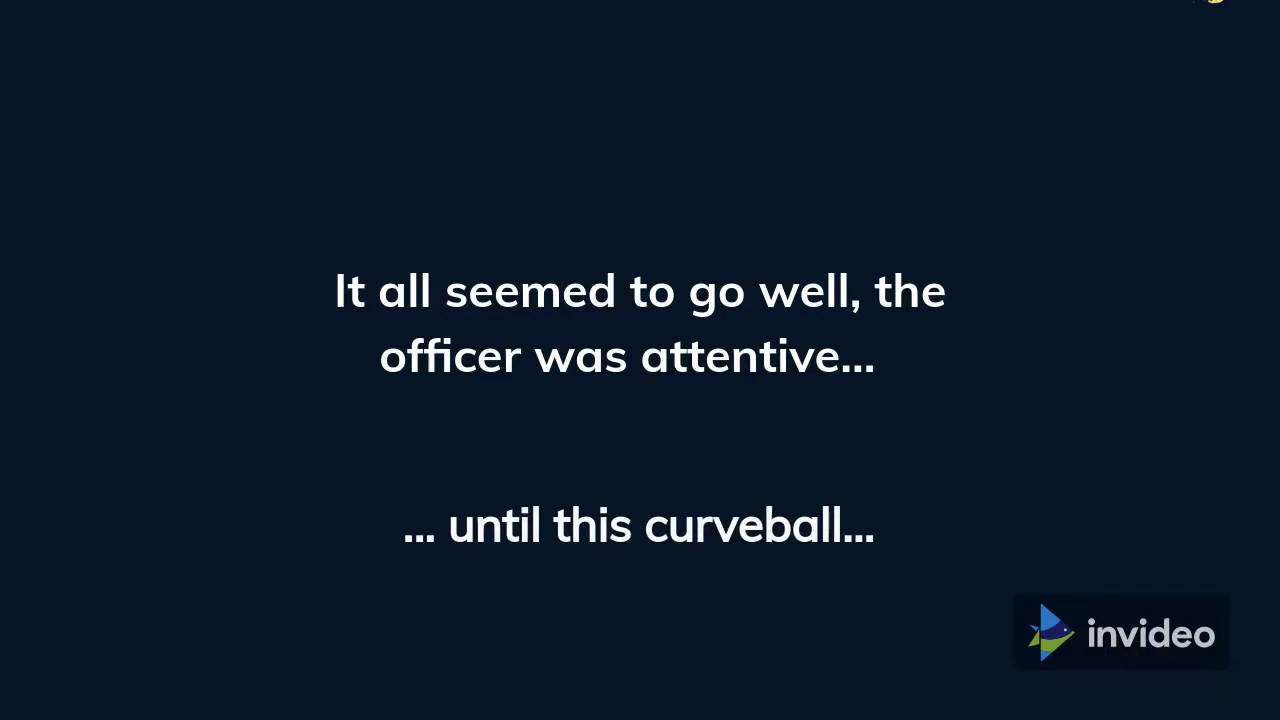 It all seemed to go well, the
officer was attentive...
... until this curveball...
invideo